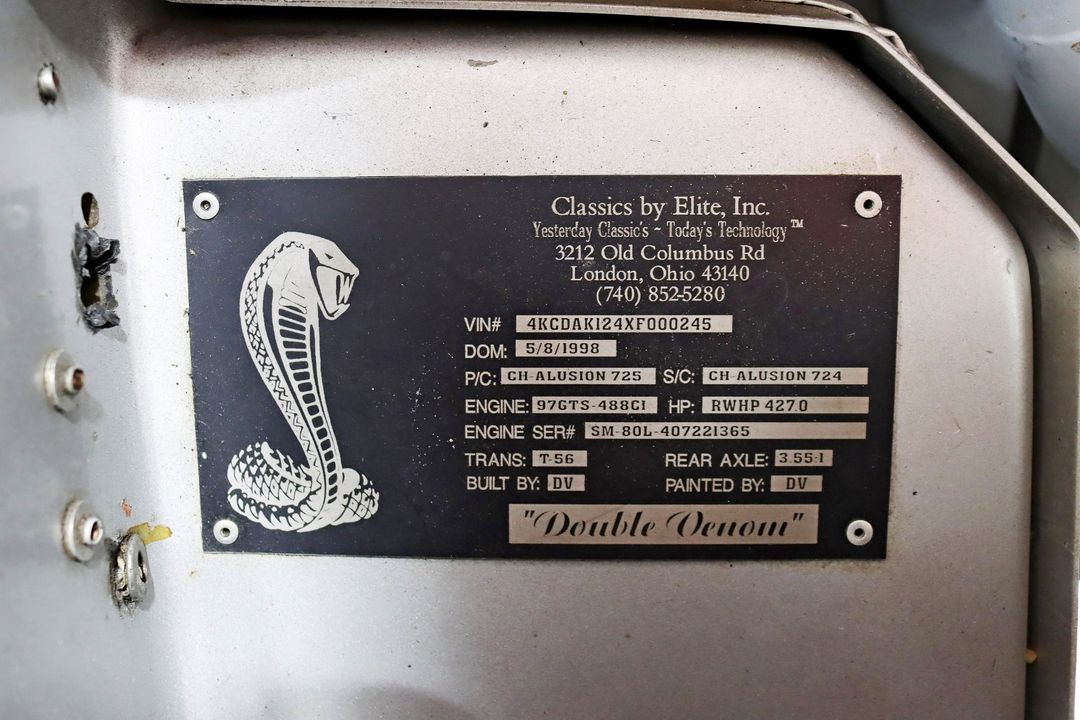 Classics by Elite, Inc.
Yesterday Classic's ~ Today's Technology™
3212 Old Columbus Rd
London, Ohio 43140
(740) 852-5280
VIN# 4KCDAK124XF000245
DOM: 5/8/1998
P/C: CH-ALUSION 725 S/C: CH-ALUSION 724
ENGINE: 97GTS-488CI HP: RWHP 427.0
ENGINE SER# SM-80L-407221365
TRANS: T-56 REAR AXLE: 3.55:1
BUILT BY: DV PAINTED BY: DV
"Double Venom"